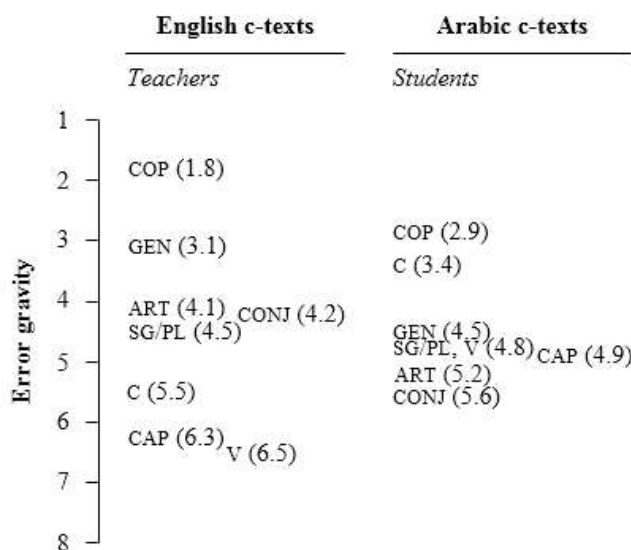 English c-texts Arabic c-texts
Teachers Students
Error gravity
1
COP (1.8)
2
3 COP (2.9)
GEN (3.1)
C (3.4)
4
ART (4.1) CONJ (4.2)
SG/PL (4.5) GEN (4.5)
SG/PL, V (4.8) CAP (4.9)
5
ART (5.2)
C (5.5) CONJ (5.6)
6
CAP (6.3) V (6.5)
7
8